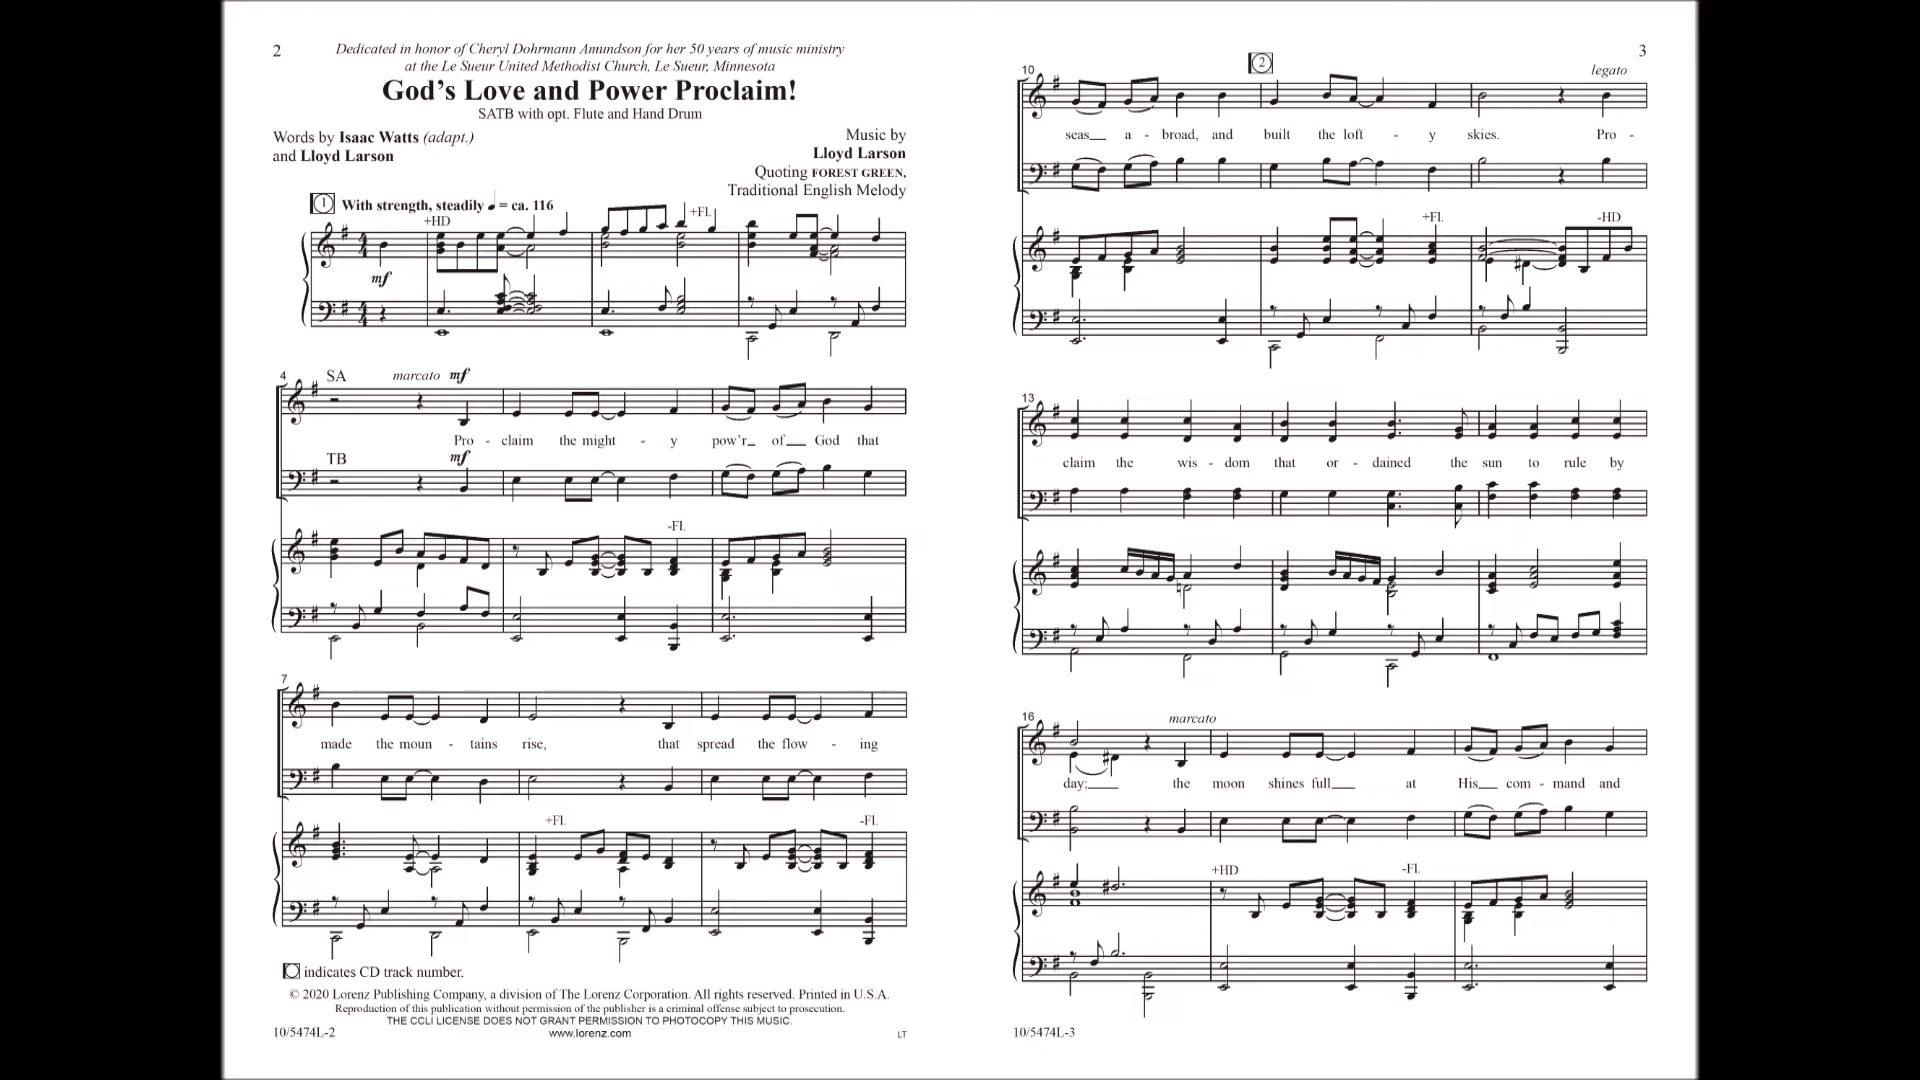 2
Dedicated in honor of Cheryl Dohrmann Amundson for her 50 years of music ministry
at the Le Sueur United Methodist Church, Le Sueur, Minnesota
God's Love and Power Proclaim!
SATB with opt. Flute and Hand Drum
Words by Isaac Watts (adapt.)
and Lloyd Larson
Music by
Lloyd Larson
Quoting FOREST GREEN,
Traditional English Melody
1 With strength, steadily ♩ = ca. 116
+HD +Fl.
mf
4 SA marcato mf
Pro - claim the might - y pow'r of God that
TB mf
-Fl.
7
made the moun - tains rise, that spread the flow - ing
+Fl. -Fl.
indicates CD track number.
© 2020 Lorenz Publishing Company, a division of The Lorenz Corporation. All rights reserved. Printed in U.S.A.
Reproduction of this publication without permission of the publisher is a criminal offense subject to prosecution.
THE CCLI LICENSE DOES NOT GRANT PERMISSION TO PHOTOCOPY THIS MUSIC.
www.lorenz.com
10/5474L-2
LT
3
10 2 legato
seas a - broad, and built the loft - y skies. Pro -
+Fl. -HD
13
claim the wis - dom that or - dained the sun to rule by
16 marcato
day; the moon shines full at His com - mand and
+HD -Fl.
10/5474L-3